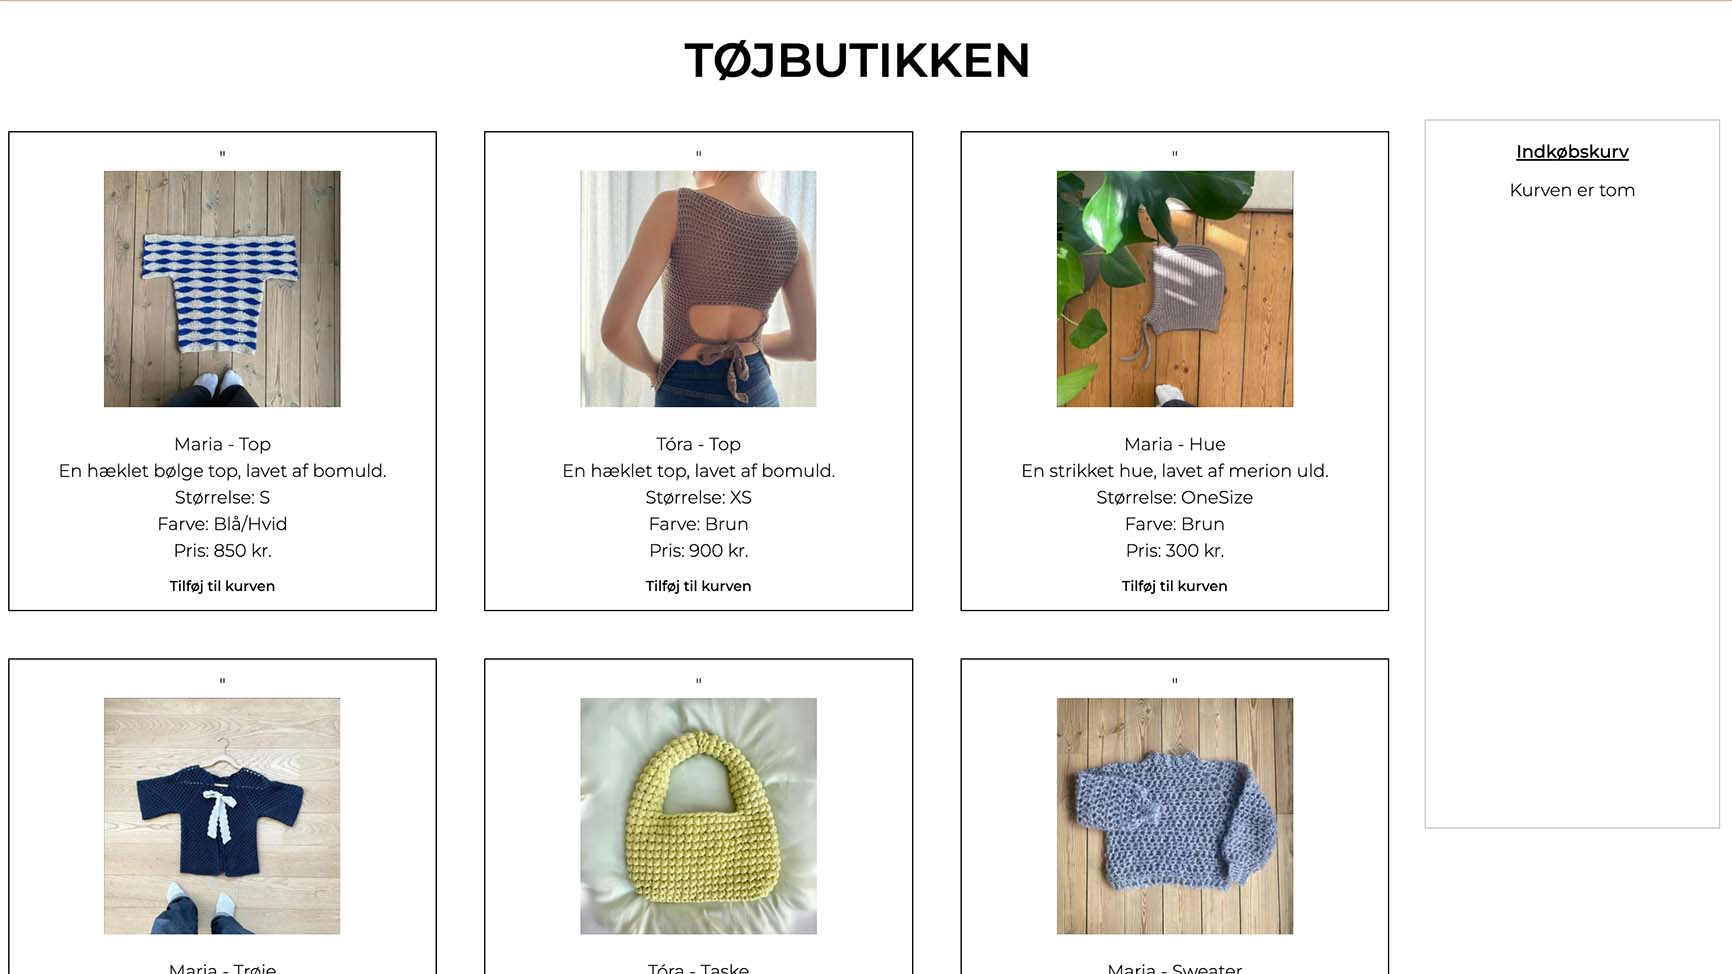 TØJBUTIKKEN
"
Maria - Top
En hæklet bølge top, lavet af bomuld.
Størrelse: S
Farve: Blå/Hvid
Pris: 850 kr.
Tilføj til kurven
"
Tóra - Top
En hæklet top, lavet af bomuld.
Størrelse: XS
Farve: Brun
Pris: 900 kr.
Tilføj til kurven
"
Maria - Hue
En strikket hue, lavet af merion uld.
Størrelse: OneSize
Farve: Brun
Pris: 300 kr.
Tilføj til kurven
Indkøbskurv
Kurven er tom
"
Maria - Trøje
"
Tóra - Taske
"
Maria - Sweater